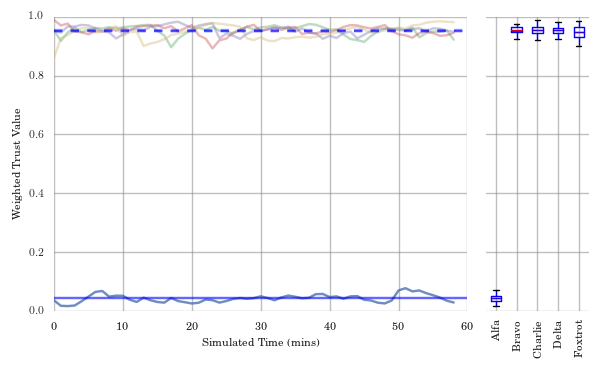 Weighted Trust Value
1.0
0.8
0.6
0.4
0.2
0.0
0 10 20 30 40 50 60
Simulated Time (mins)
Alfa
Bravo
Charlie
Delta
Foxtrot